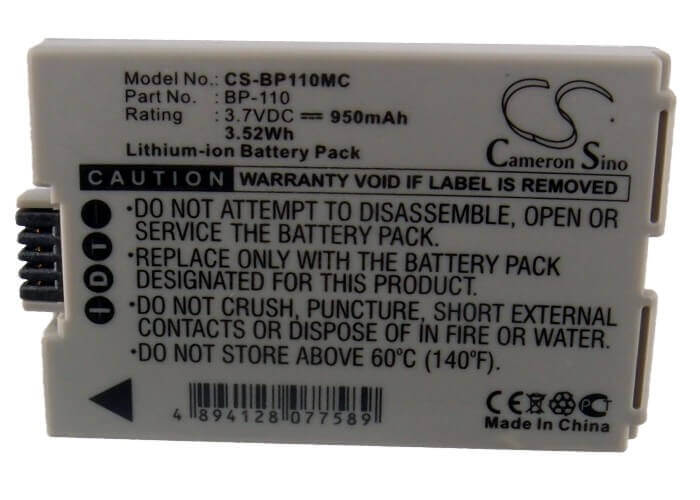 Model No.: CS-BP110MC
Part No. : BP-110
Rating : 3.7VDC ⎓ 950mAh
3.52Wh
Lithium-ion Battery Pack
CS
Cameron Sino
CAUTION WARRANTY VOID IF LABEL IS REMOVED
- D T +
•DO NOT ATTEMPT TO DISASSEMBLE, OPEN OR
SERVICE THE BATTERY PACK.
•REPLACE ONLY WITH THE BATTERY PACK
DESIGNATED FOR THIS PRODUCT.
•DO NOT CRUSH, PUNCTURE, SHORT EXTERNAL
CONTACTS OR DISPOSE OF IN FIRE OR WATER.
•DO NOT STORE ABOVE 60°C (140°F).
4 894128 077589
CE PCT
Made In China